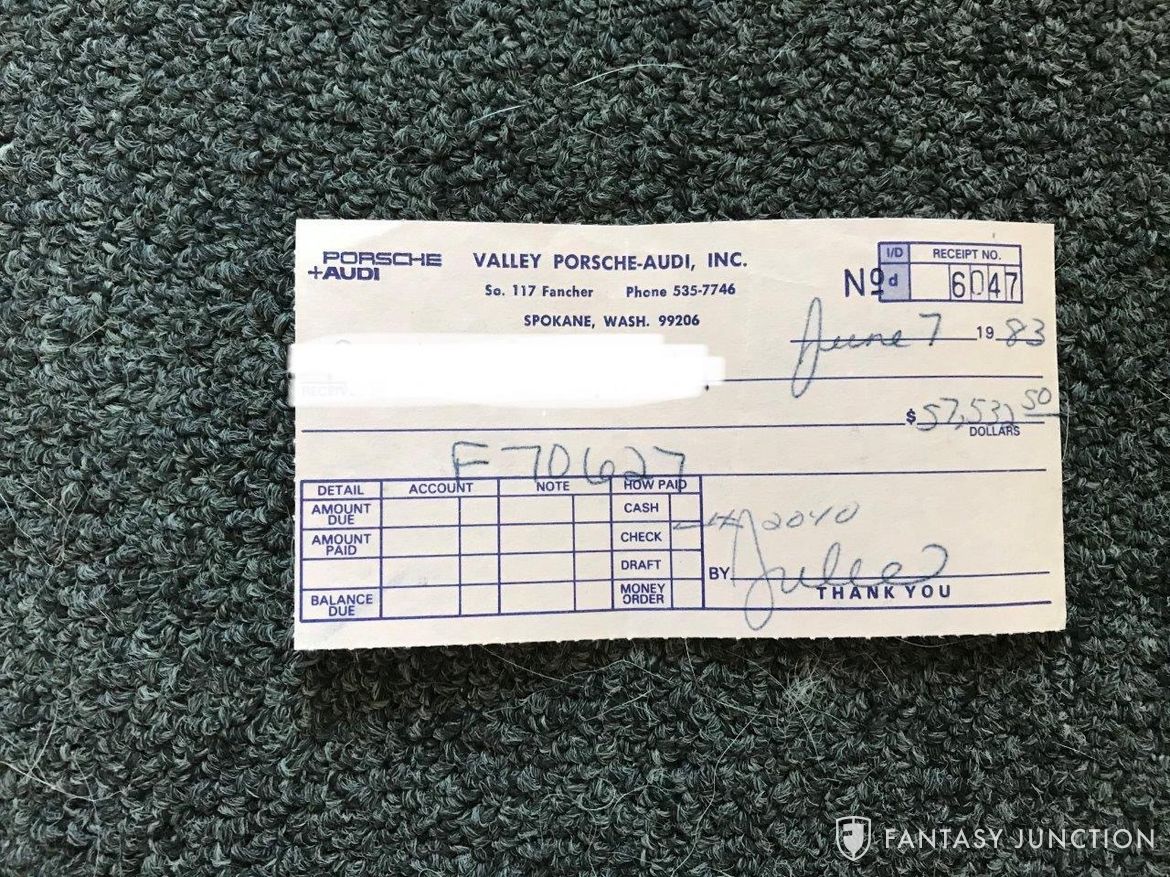 PORSCHE
+AUDI
VALLEY PORSCHE-AUDI, INC.
So. 117 Fancher Phone 535-7746
SPOKANE, WASH. 99206
I/D RECEIPT NO.
Nº d 6047
June 7 19 83
$ 57,532 50
DOLLARS
F 70627
DETAIL ACCOUNT NOTE HOW PAID
AMOUNT DUE CASH
AMOUNT PAID CHECK 2040
DRAFT
BALANCE DUE MONEY ORDER
BY Julie
THANK YOU
FANTASY JUNCTION